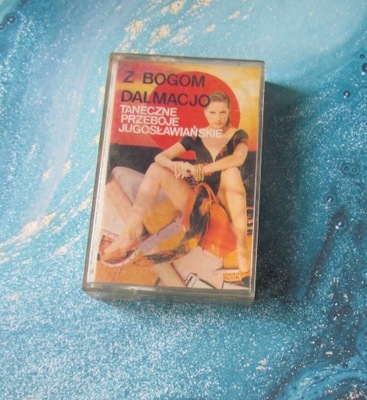 Z BOGOM
DALMACJO
TANECZNE
PRZEBOJE
JUGOSŁAWIAŃSKIE